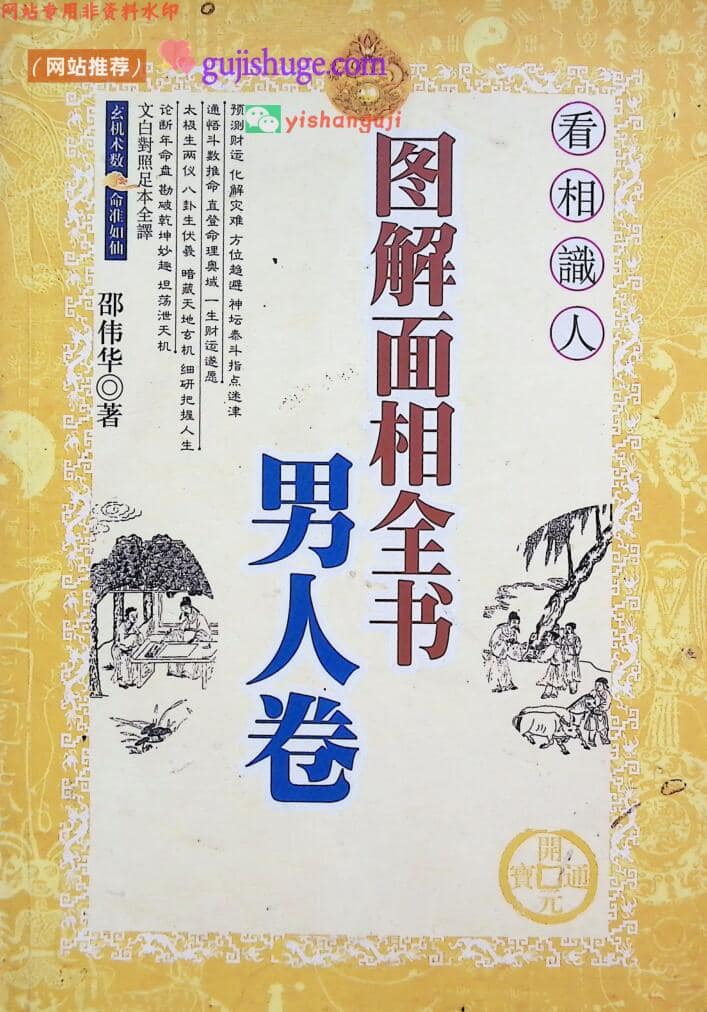 网站专用非资料水印
(网站推荐)
gujishuge.com
yishanguji
看相識人
图解面相全书
男人卷
预测财运 化解灾难 方位趋避 神坛泰斗指点迷津
通悟斗数推命 直登命理奥域 一生财运遂愿
太极生两仪 八卦生伏羲 暗藏天地玄机 细研把握人生
论断年命盘 勘破乾坤妙趣 坦荡泄天机
文白對照足本全譯
玄机术数 命准如仙
邵伟华◎著
開元通寶